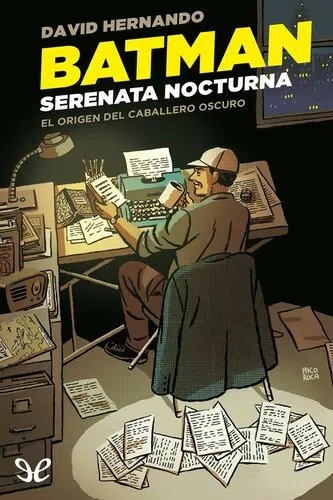 DAVID HERNANDO
BATMAN
SERENATA NOCTURNA
EL ORIGEN DEL CABALLERO OSCURO
PACO
ROCA